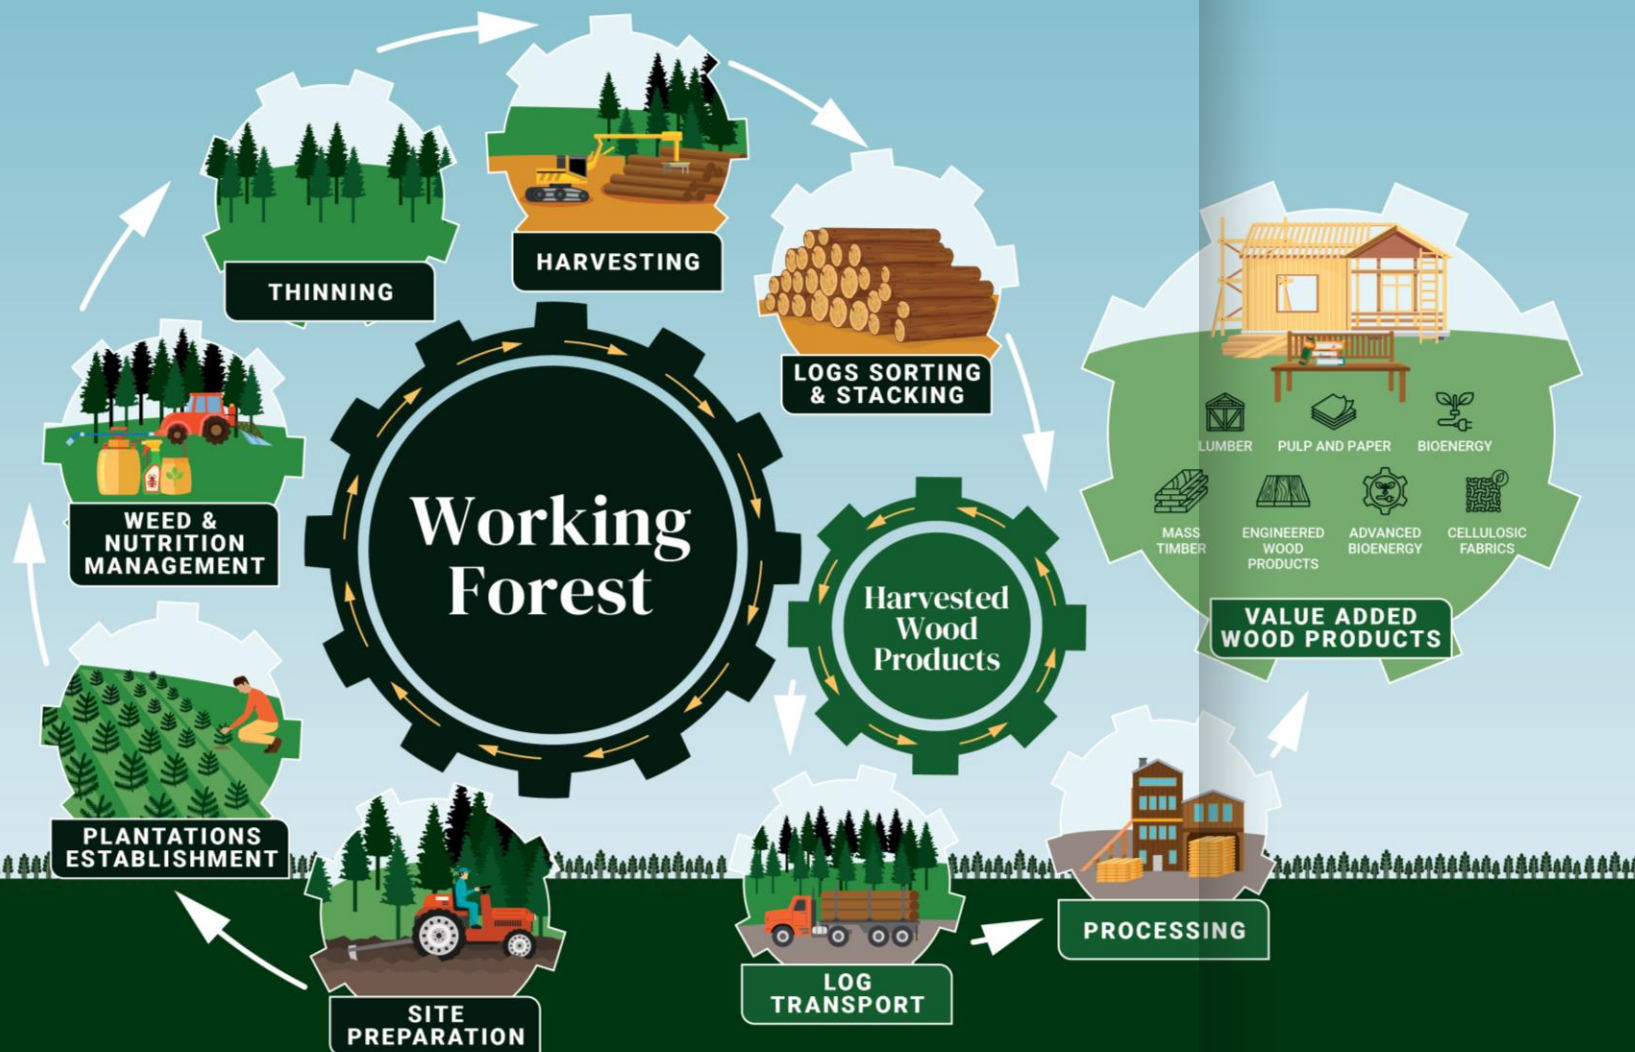 THINNING
HARVESTING
LOGS SORTING
& STACKING
WEED &
NUTRITION
MANAGEMENT
PLANTATIONS
ESTABLISHMENT
SITE
PREPARATION
Working
Forest
Harvested
Wood
Products
LOG
TRANSPORT
PROCESSING
LUMBER
PULP AND PAPER
BIOENERGY
MASS
TIMBER
ENGINEERED
WOOD
PRODUCTS
ADVANCED
BIOENERGY
CELLULOSIC
FABRICS
VALUE ADDED
WOOD PRODUCTS